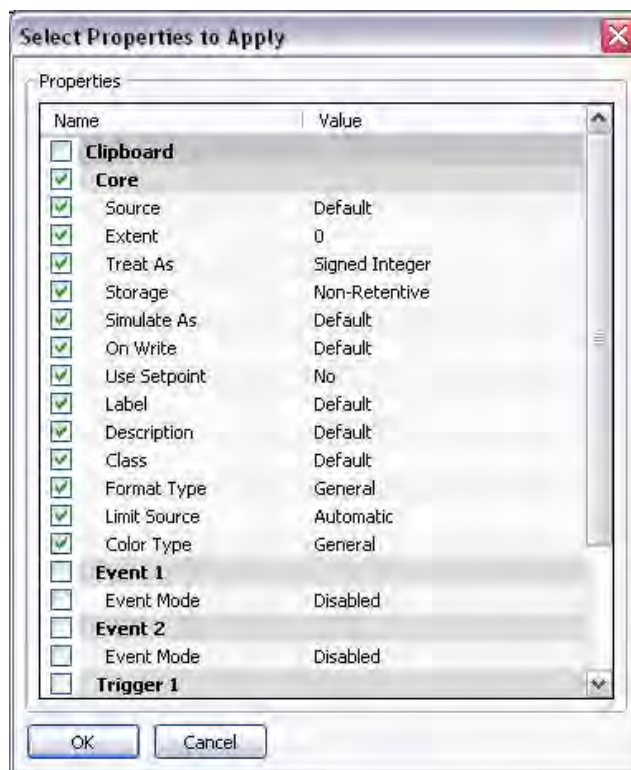 Select Properties to Apply
Properties
Name Value
Clipboard
Core
Source Default
Extent 0
Treat As Signed Integer
Storage Non-Retentive
Simulate As Default
On Write Default
Use Setpoint No
Label Default
Description Default
Class Default
Format Type General
Limit Source Automatic
Color Type General
Event 1
Event Mode Disabled
Event 2
Event Mode Disabled
Trigger 1
OK Cancel